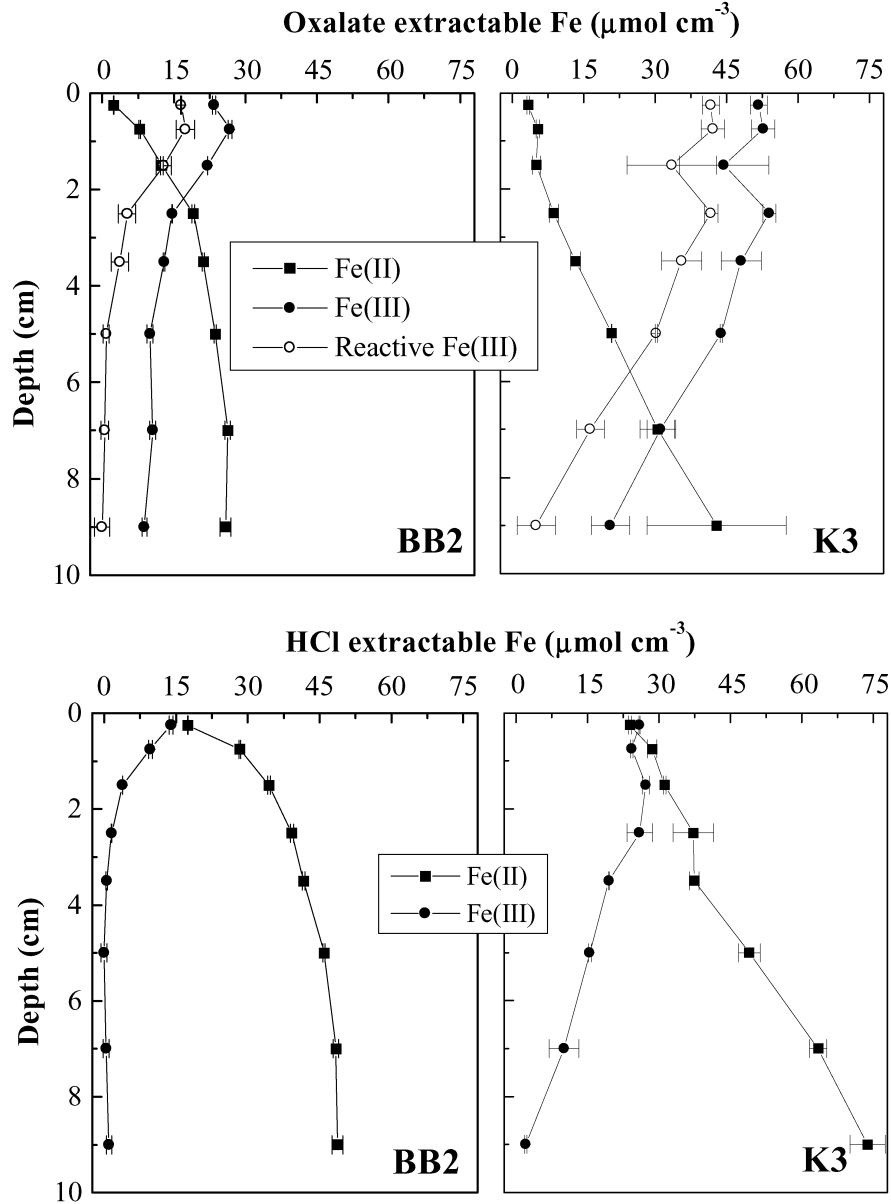 Oxalate extractable Fe (μmol cm⁻³)
0 15 30 45 60 75 0 15 30 45 60 75
0
2
4
6
8
10
Depth (cm)
Fe(II)
Fe(III)
Reactive Fe(III)
BB2 K3
HCl extractable Fe (μmol cm⁻³)
0 15 30 45 60 75 0 15 30 45 60 75
0
2
4
6
8
10
Depth (cm)
Fe(II)
Fe(III)
BB2 K3